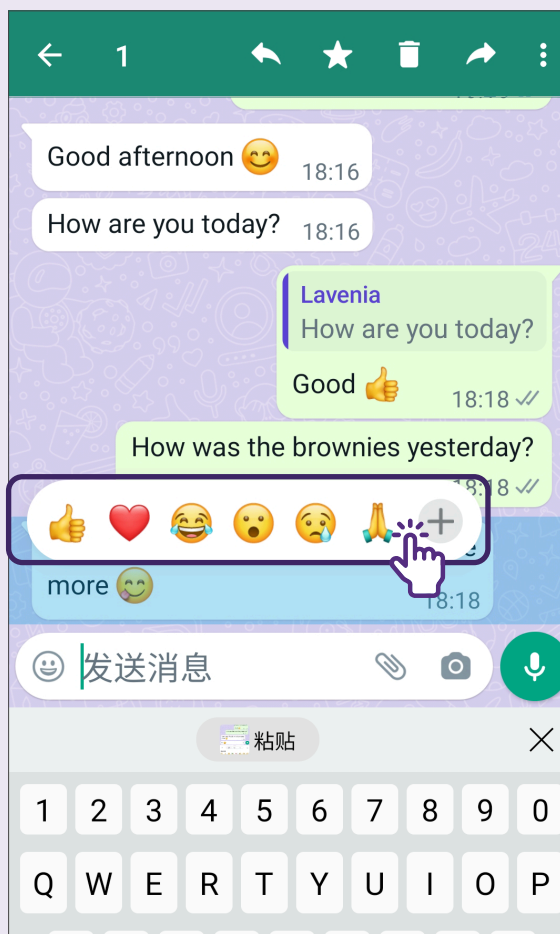 1
Good afternoon 😊 18:16
How are you today? 18:16
Lavenia
How are you today?
Good 👍 18:18
How was the brownies yesterday?
18:18
👍 ❤️ 😂 😮 😢 🙏 +
more 😋
18:18
发送消息
粘贴
1 2 3 4 5 6 7 8 9 0
Q W E R T Y U I O P